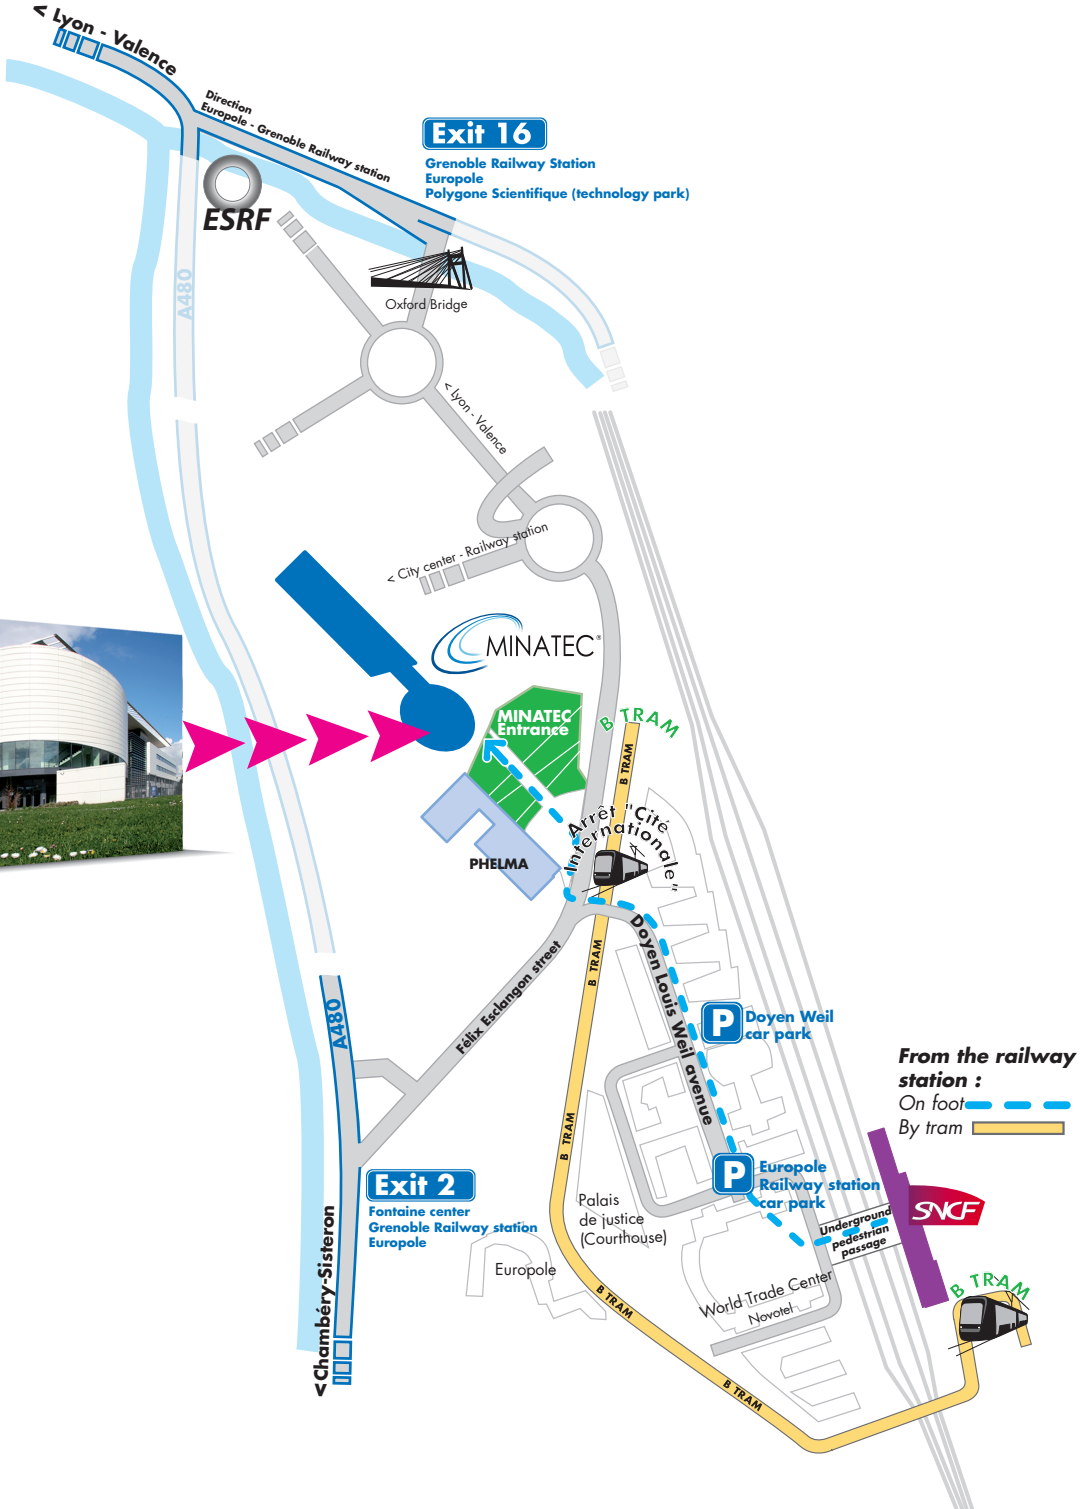 < Lyon - Valence
Direction
Europole - Grenoble Railway station
Exit 16
Grenoble Railway Station
Europole
Polygone Scientifique (technology park)
ESRF
A480
Oxford Bridge
< Lyon - Valence
< City center - Railway station
MINATEC®
MINATEC
Entrance
B TRAM
B TRAM
Arrêt "Cité
Internationale"
PHELMA
Doyen Louis Weil avenue
B TRAM
Félix Esclangon street
A480
P
Doyen Weil
car park
From the railway
station :
On foot
By tram
B TRAM
P
Europole
Railway station
car park
Exit 2
Fontaine center
Grenoble Railway station
Europole
Palais
de justice
(Courthouse)
SNCF
Underground
pedestrian
passage
<Chambéry-Sisteron
Europole
World Trade Center
Novotel
B TRAM
B TRAM
B TRAM